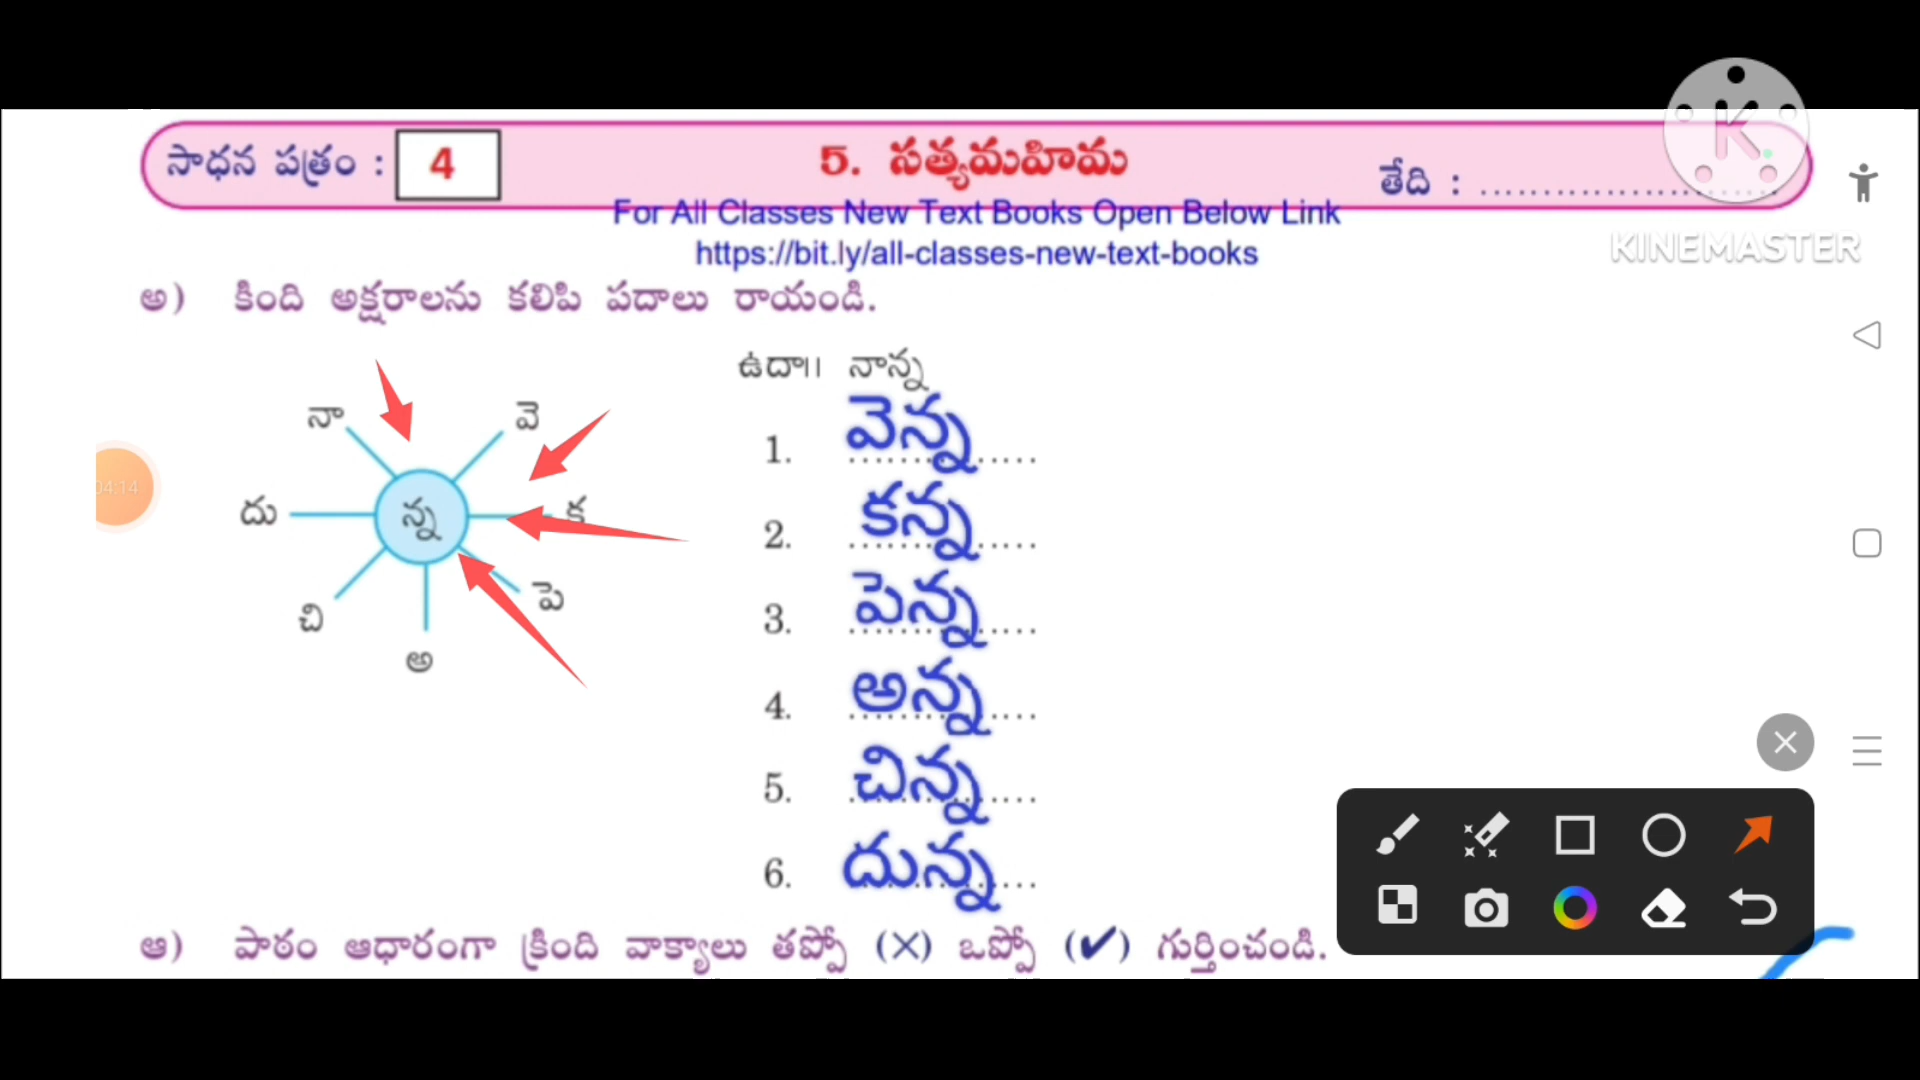 సాధన పత్రం : 4
5. సత్యమహిమ
తేది : ........................
KINEMASTER
For All Classes New Text Books Open Below Link
https://bit.ly/all-classes-new-text-books
అ) కింది అక్షరాలను కలిపి పదాలు రాయండి.
ఉదా।। నాన్న
నా
వె
దు
న్న
క
చి
పె
అ
04:14
1. వెన్న
2. కన్న
3. పెన్న
4. అన్న
5. చిన్న
6. దున్న
ఆ) పాఠం ఆధారంగా క్రింది వాక్యాలు తప్పో (×) ఒప్పో (✔) గుర్తించండి.